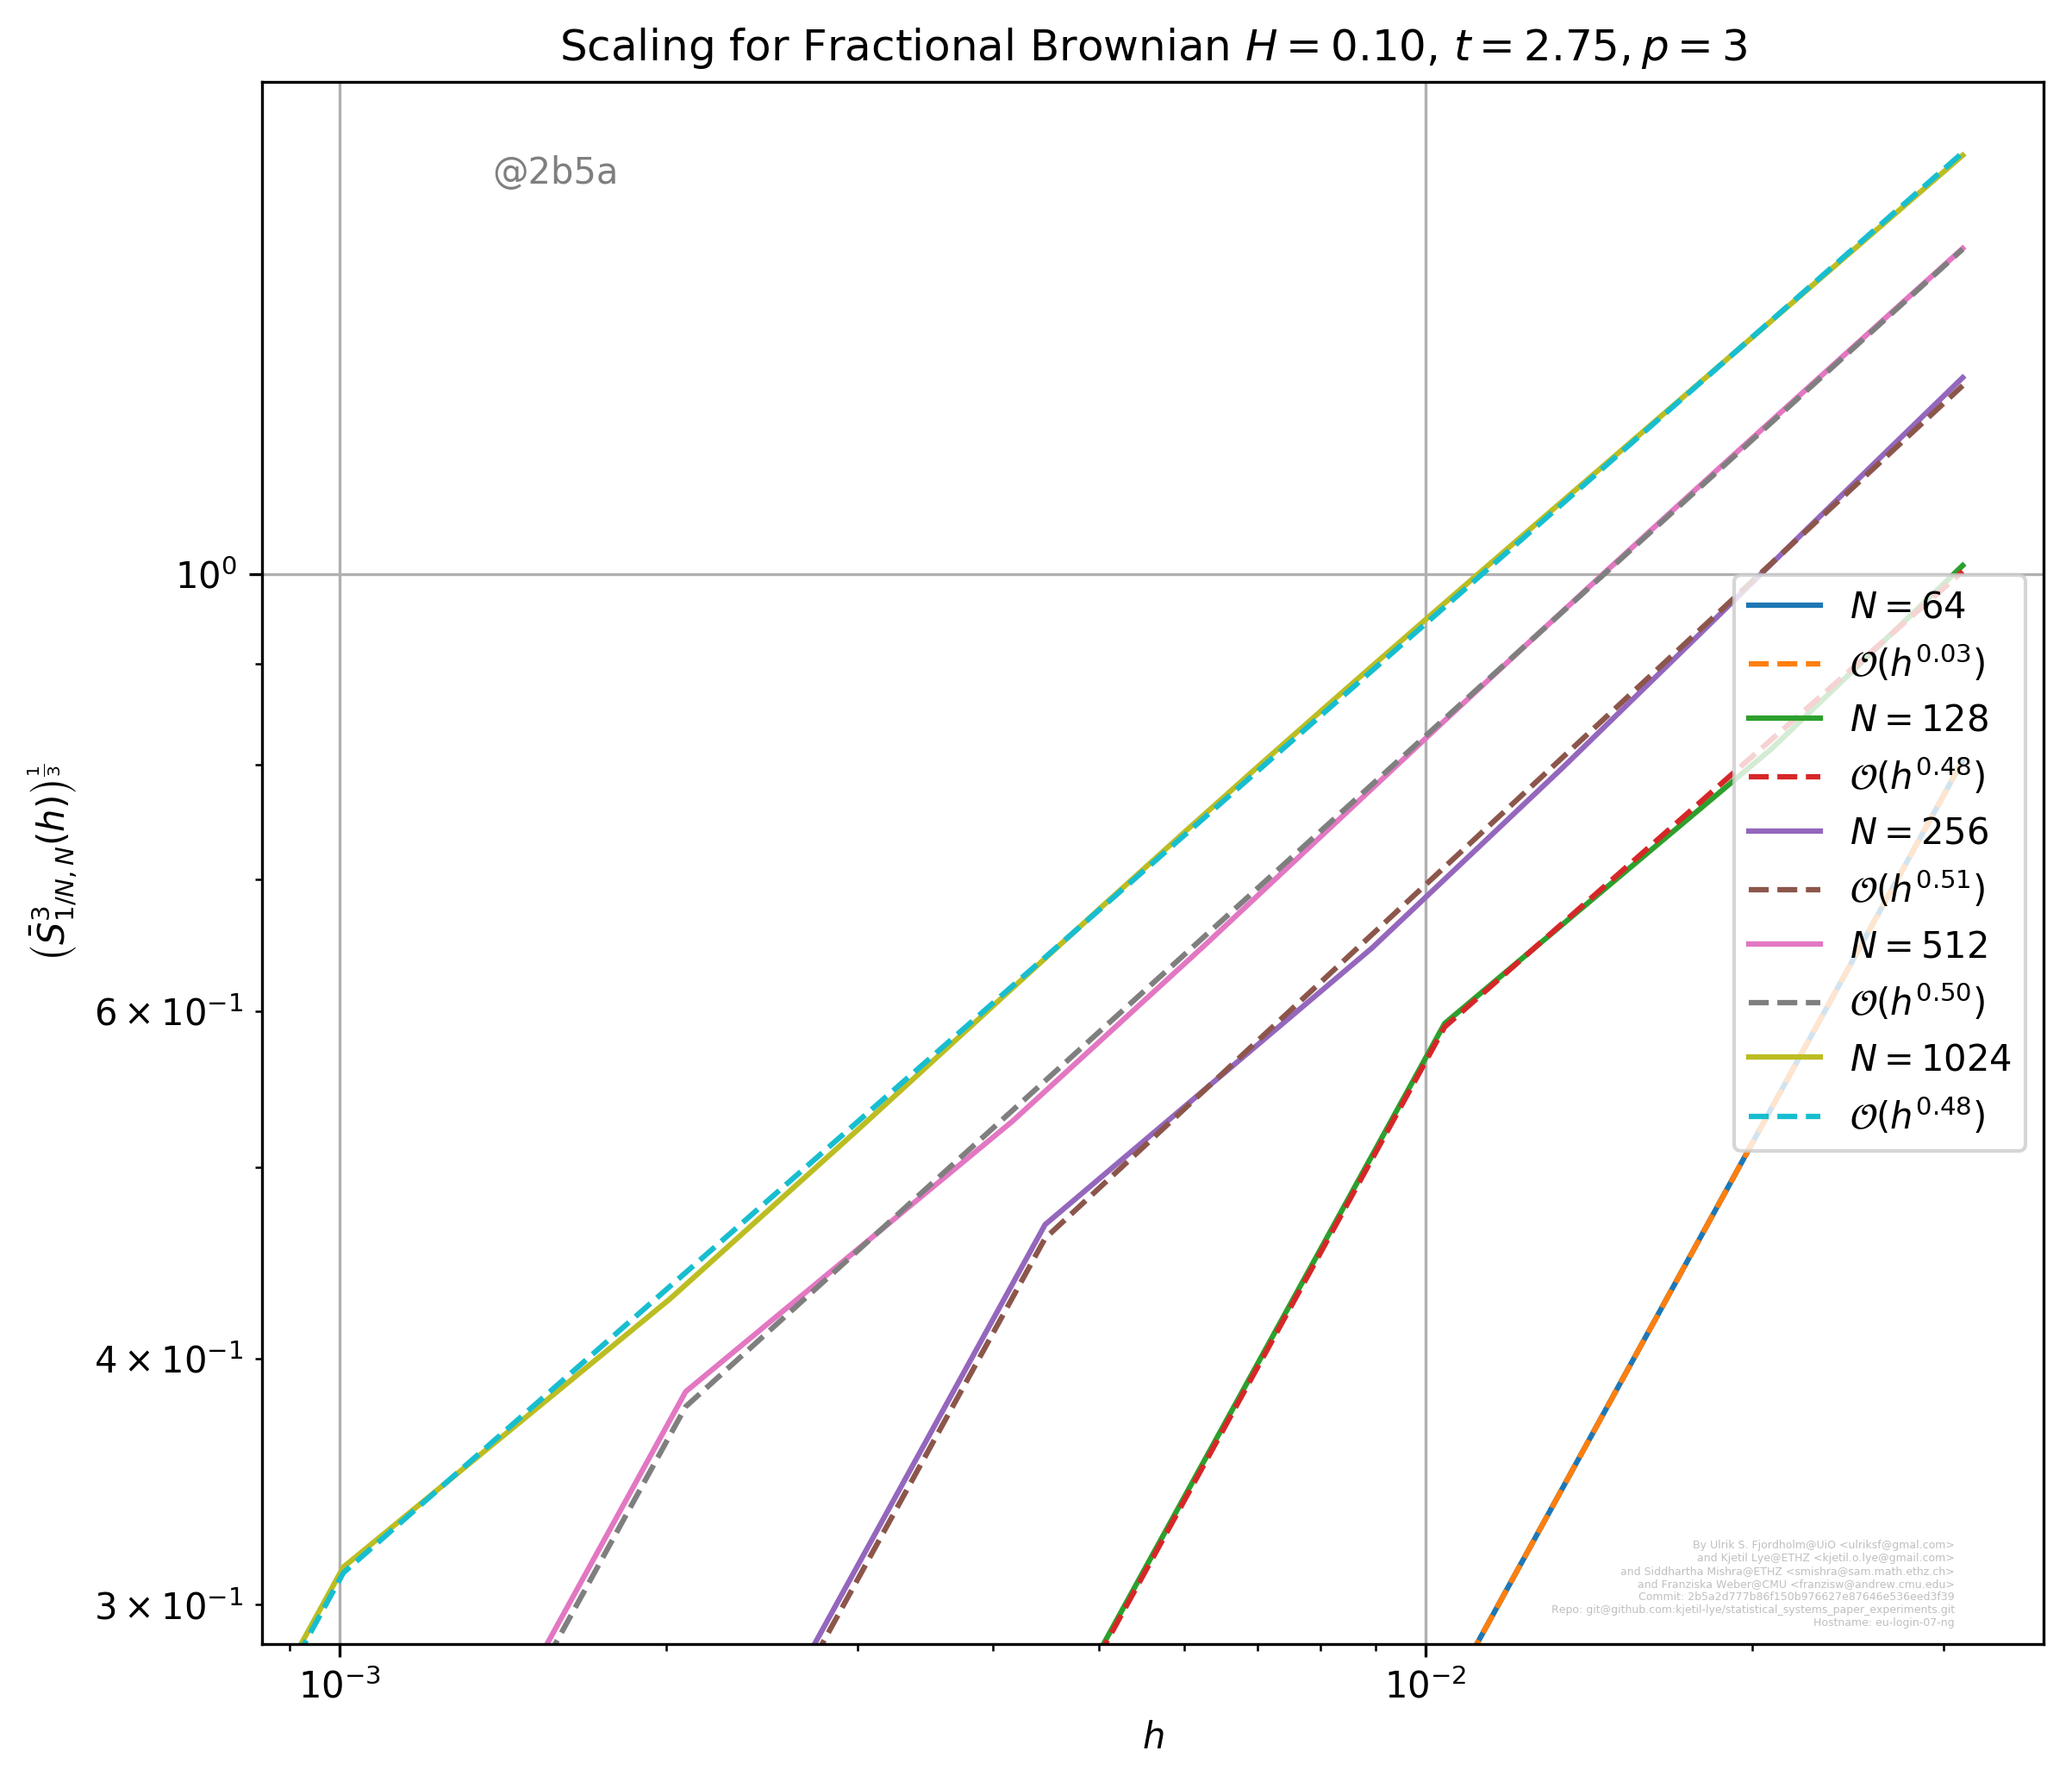 Scaling for Fractional Brownian H = 0.10, t = 2.75, p = 3
@2b5a
10⁰
6 × 10⁻¹
4 × 10⁻¹
3 × 10⁻¹
(S̄³₁/N, N(h))^(1/3)
10⁻³
10⁻²
h
N = 64
𝒪(h^0.03)
N = 128
𝒪(h^0.48)
N = 256
𝒪(h^0.51)
N = 512
𝒪(h^0.50)
N = 1024
𝒪(h^0.48)
By Ulrik S. Fjordholm@UiO <ulriksf@gmal.com>
and Kjetil Lye@ETHZ <kjetil.o.lye@gmail.com>
and Siddhartha Mishra@ETHZ <smishra@sam.math.ethz.ch>
and Franziska Weber@CMU <franzisw@andrew.cmu.edu>
Commit: 2b5a2d777b86f150b976627e87646e536eed3f39
Repo: git@github.com:kjetil-lye/statistical_systems_paper_experiments.git
Hostname: eu-login-07-ng